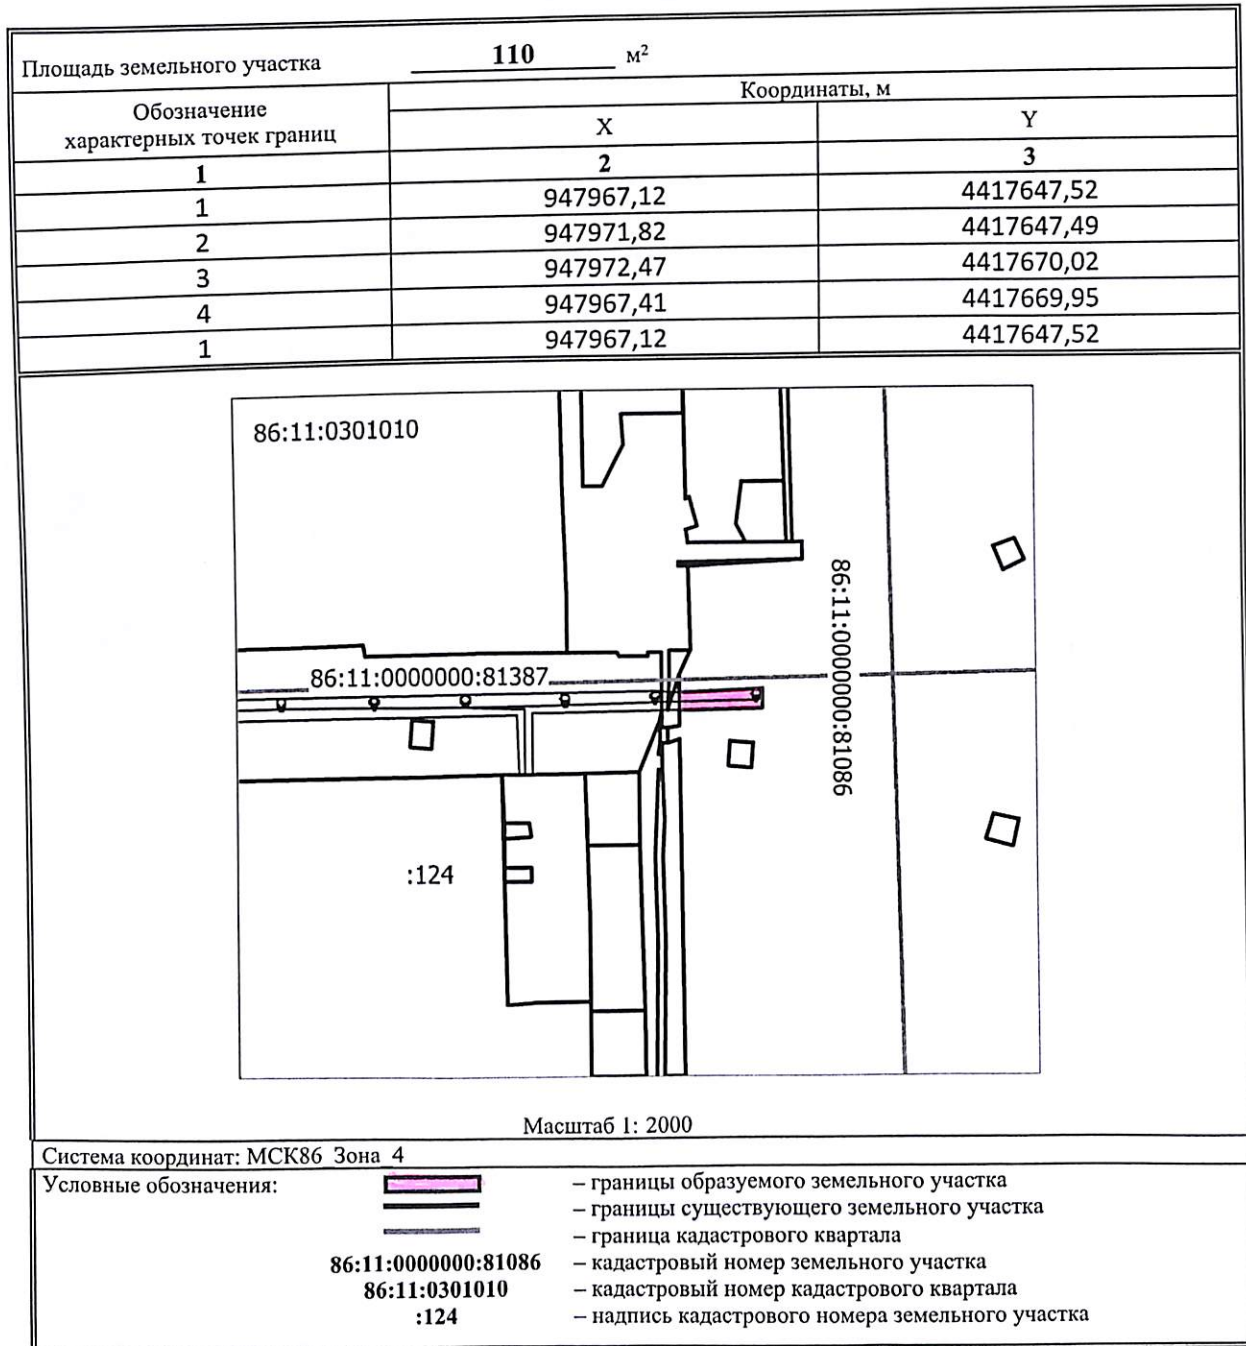 Площадь земельного участка 110 м²
Координаты, м
Обозначение
характерных точек границ
X Y
1 2 3
1 947967,12 4417647,52
2 947971,82 4417647,49
3 947972,47 4417670,02
4 947967,41 4417669,95
1 947967,12 4417647,52
86:11:0301010
86:11:0000000:81086
86:11:0000000:81387
:124
Масштаб 1: 2000
Система координат: МСК86 Зона 4
Условные обозначения:
– границы образуемого земельного участка
– границы существующего земельного участка
– граница кадастрового квартала
86:11:0000000:81086 – кадастровый номер земельного участка
86:11:0301010 – кадастровый номер кадастрового квартала
:124 – надпись кадастрового номера земельного участка